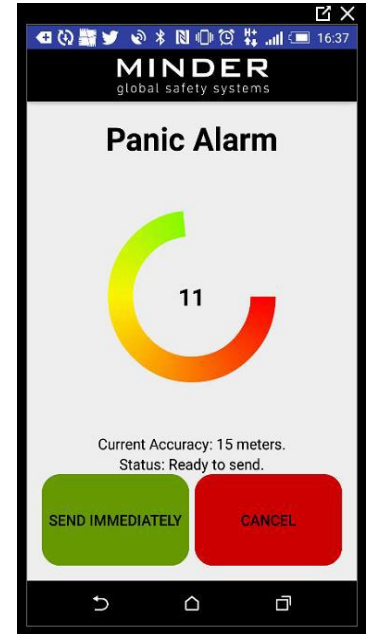 16:37
MINDER
global safety systems
Panic Alarm
11
Current Accuracy: 15 meters.
Status: Ready to send.
SEND IMMEDIATELY
CANCEL